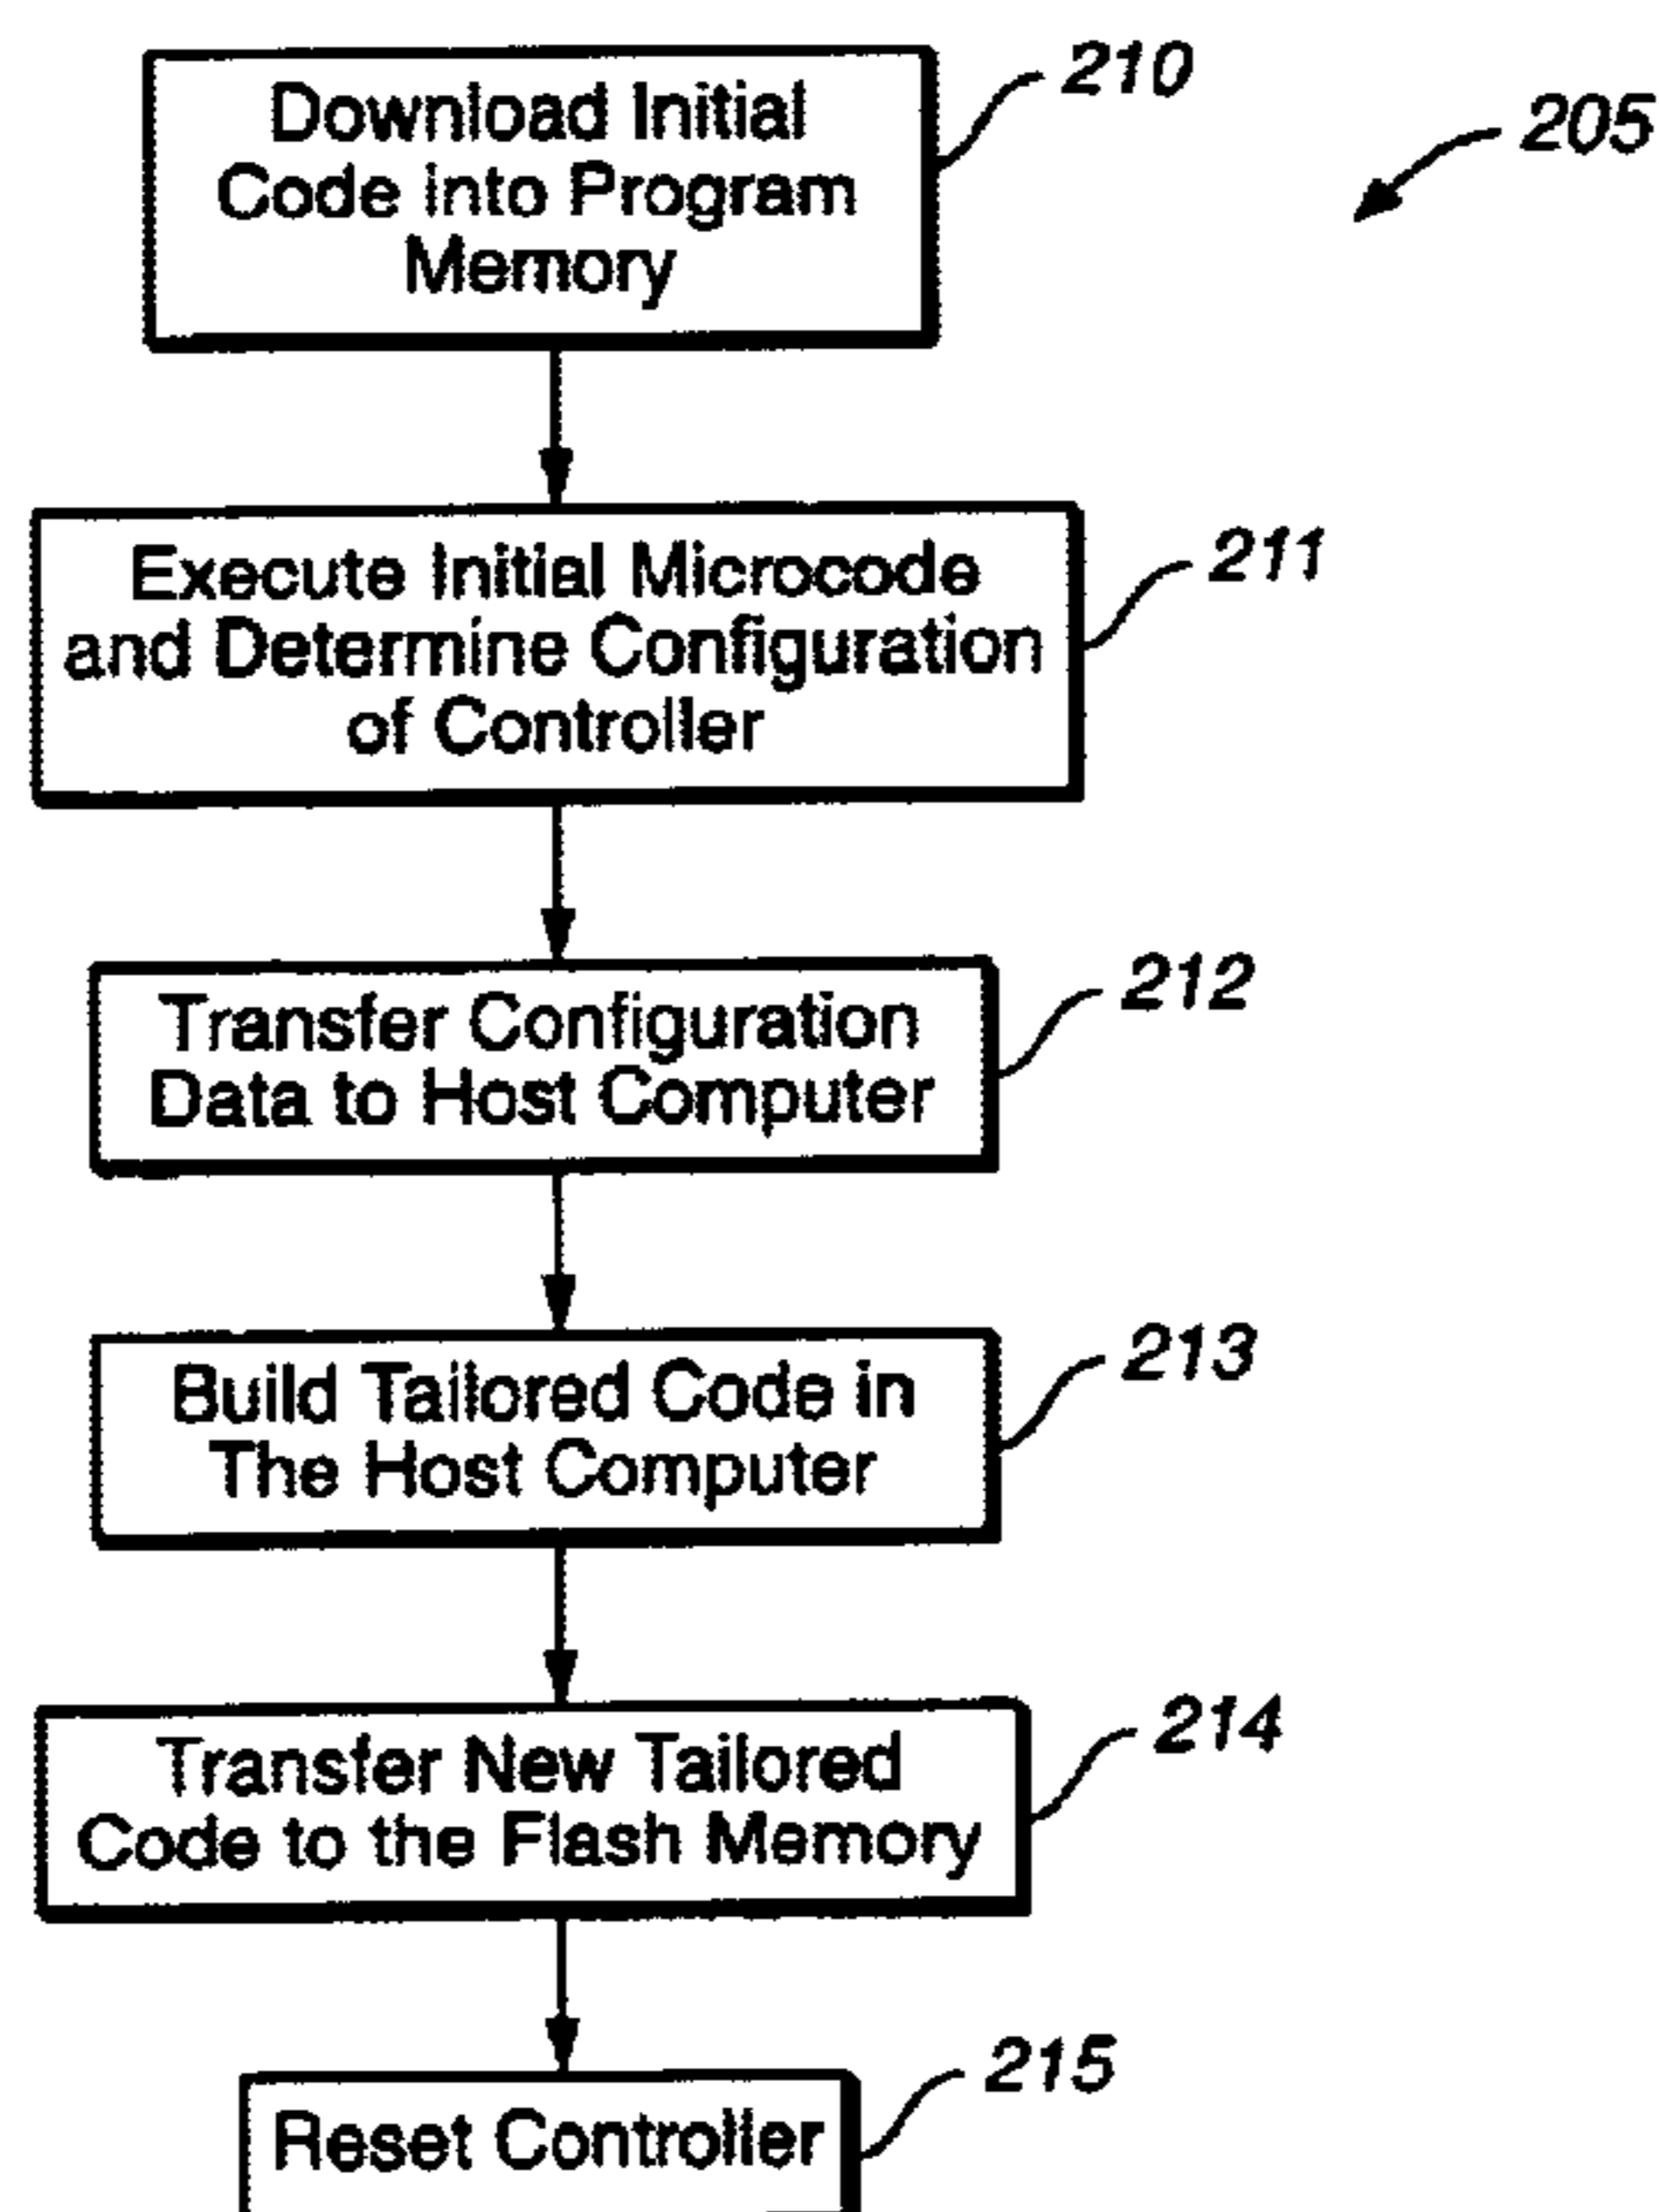 Download Initial
Code into Program
Memory
210
205
Execute Initial Microcode
and Determine Configuration
of Controller
211
Transfer Configuration
Data to Host Computer
212
Build Tailored Code in
The Host Computer
213
Transfer New Tailored
Code to the Flash Memory
214
Reset Controller
215